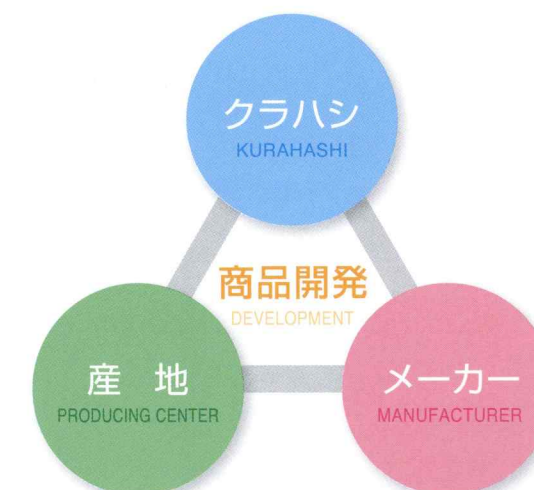 クラハシ
KURAHASHI
商品開発
DEVELOPMENT
産 地
PRODUCING CENTER
メーカー
MANUFACTURER